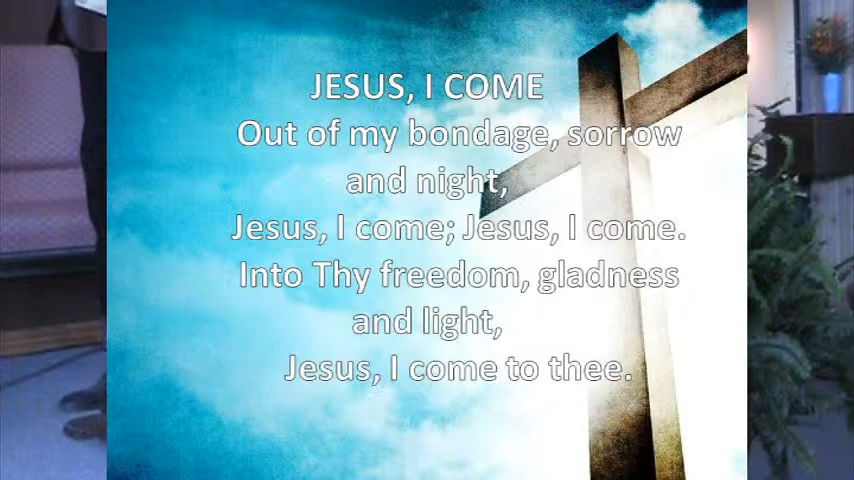 JESUS, I COME
Out of my bondage, sorrow
and night,
Jesus, I come; Jesus, I come.
Into Thy freedom, gladness
and light,
Jesus, I come to thee.